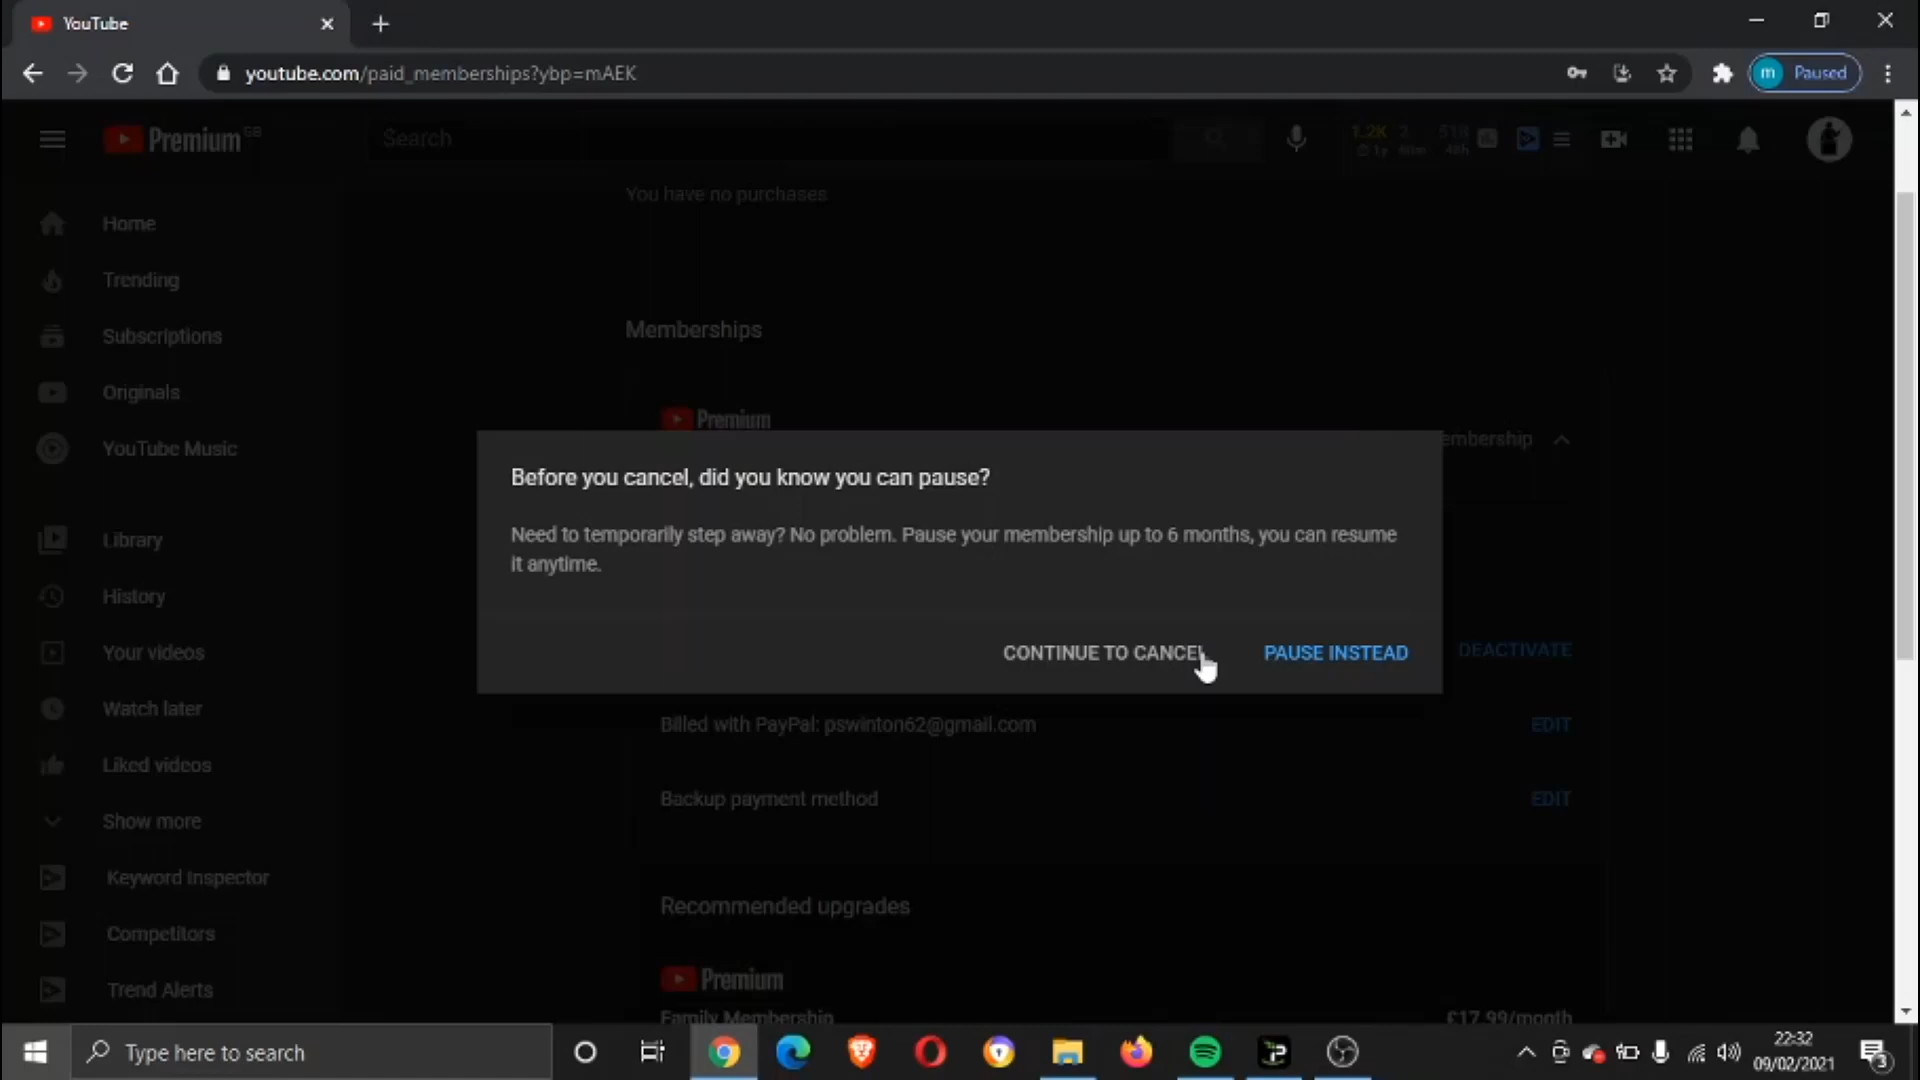 YouTube
youtube.com/paid_memberships?ybp=mAEK
m Paused
Premium GB
Search
1.2K 2
You have no purchases
Home
Trending
Subscriptions
Originals
YouTube Music
Library
History
Your videos
Watch later
Liked videos
Show more
Keyword Inspector
Competitors
Trend Alerts
Memberships
Premium
embership
Before you cancel, did you know you can pause?
Need to temporarily step away? No problem. Pause your membership up to 6 months, you can resume
it anytime.
CONTINUE TO CANCEL
PAUSE INSTEAD
DEACTIVATE
Billed with PayPal: pswinton62@gmail.com
EDIT
Backup payment method
EDIT
Recommended upgrades
Premium
Family Membership
£17.99/month
Type here to search
22:32
09/02/2021
3